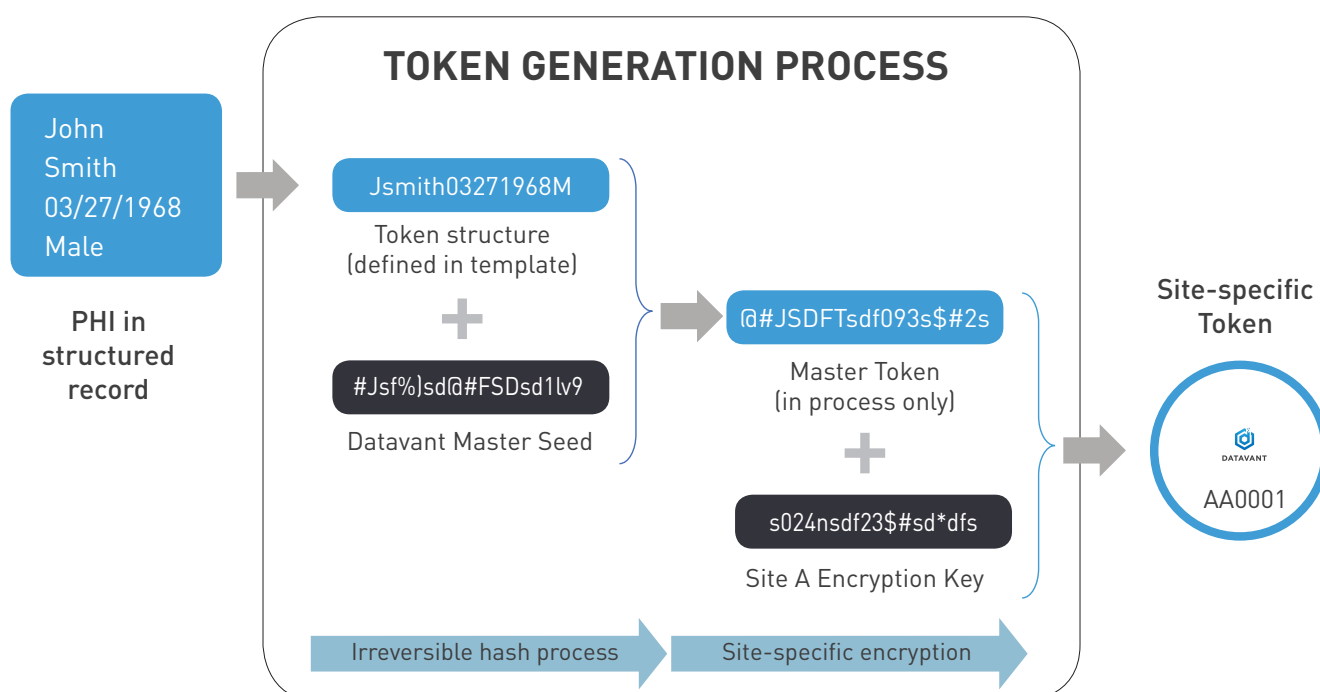 TOKEN GENERATION PROCESS
John
Smith
03/27/1968
Male
PHI in
structured
record
Jsmith03271968M
Token structure
(defined in template)
+
#Jsf%)sd@#FSDsd1lv9
Datavant Master Seed
@#JSDFTsdf093s$#2s
Master Token
(in process only)
+
s024nsdf23$#sd*dfs
Site A Encryption Key
Site-specific
Token
DATAVANT
AA0001
Irreversible hash process
Site-specific encryption